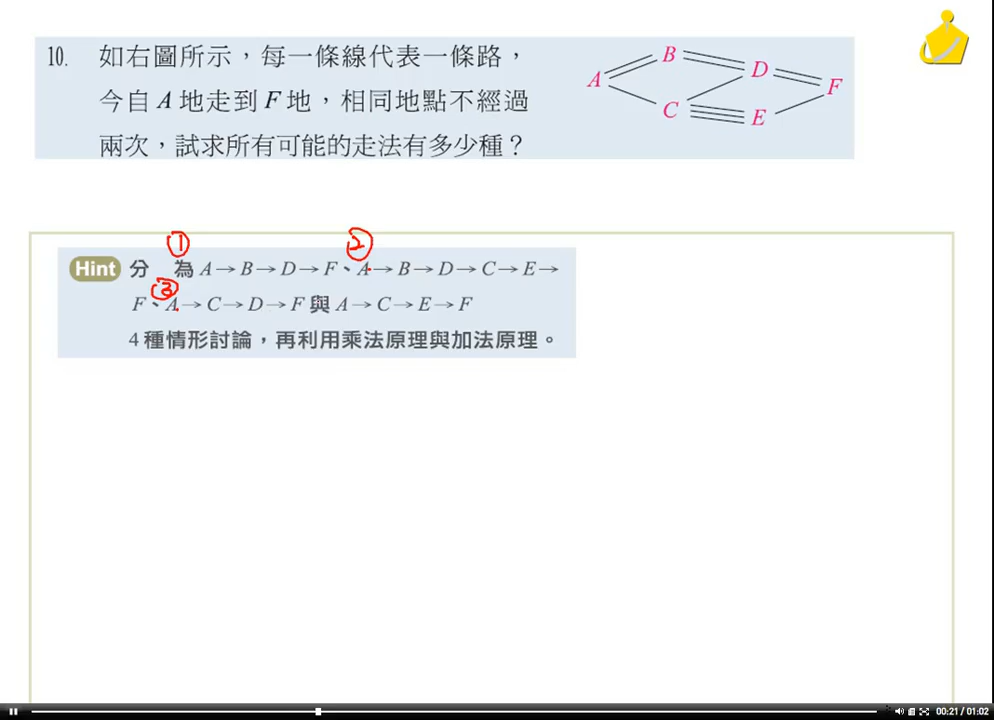 10. 如右圖所示，每一條線代表一條路，
今自 A 地走到 F 地，相同地點不經過
兩次，試求所有可能的走法有多少種？
A
B
C
D
E
F
① ②
Hint 分 為 A→B→D→F、A→B→D→C→E→
③
F、A→C→D→F 與 A→C→E→F
4 種情形討論，再利用乘法原理與加法原理。
00:21 / 01:02